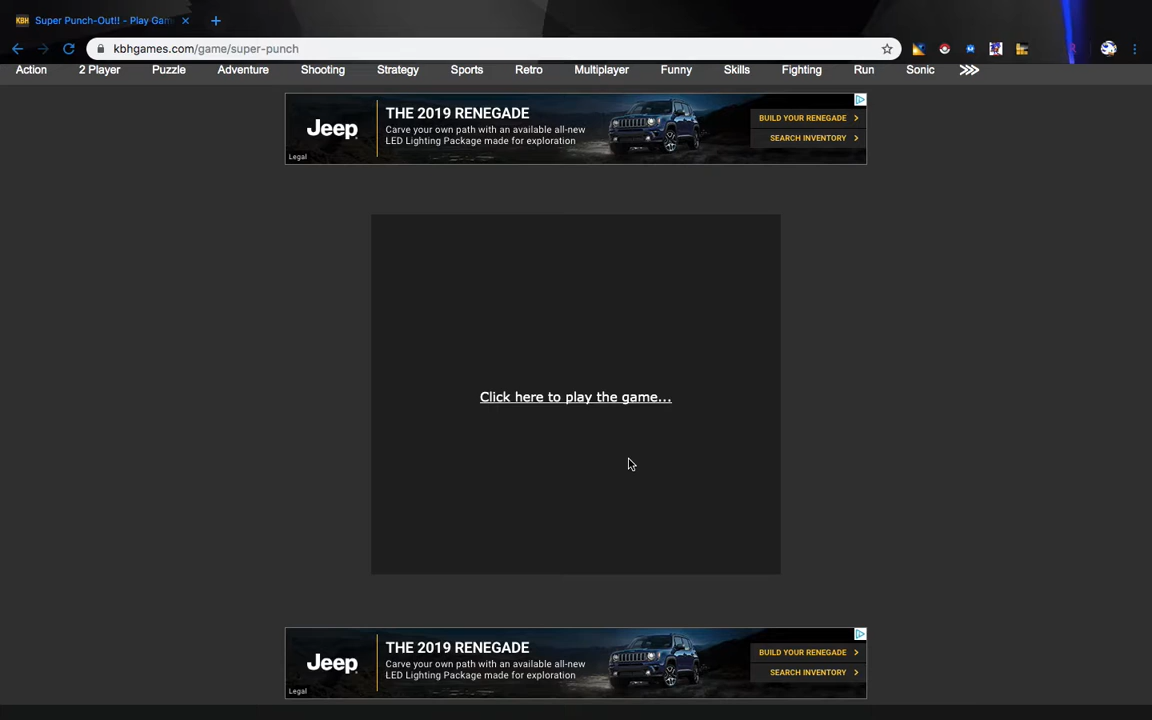 KBH Super Punch-Out!! - Play Gam
kbhgames.com/game/super-punch
Action 2 Player Puzzle Adventure Shooting Strategy Sports Retro Multiplayer Funny Skills Fighting Run Sonic
Jeep
Legal
THE 2019 RENEGADE
Carve your own path with an available all-new
LED Lighting Package made for exploration
BUILD YOUR RENEGADE
SEARCH INVENTORY
Click here to play the game...
Jeep
Legal
THE 2019 RENEGADE
Carve your own path with an available all-new
LED Lighting Package made for exploration
BUILD YOUR RENEGADE
SEARCH INVENTORY